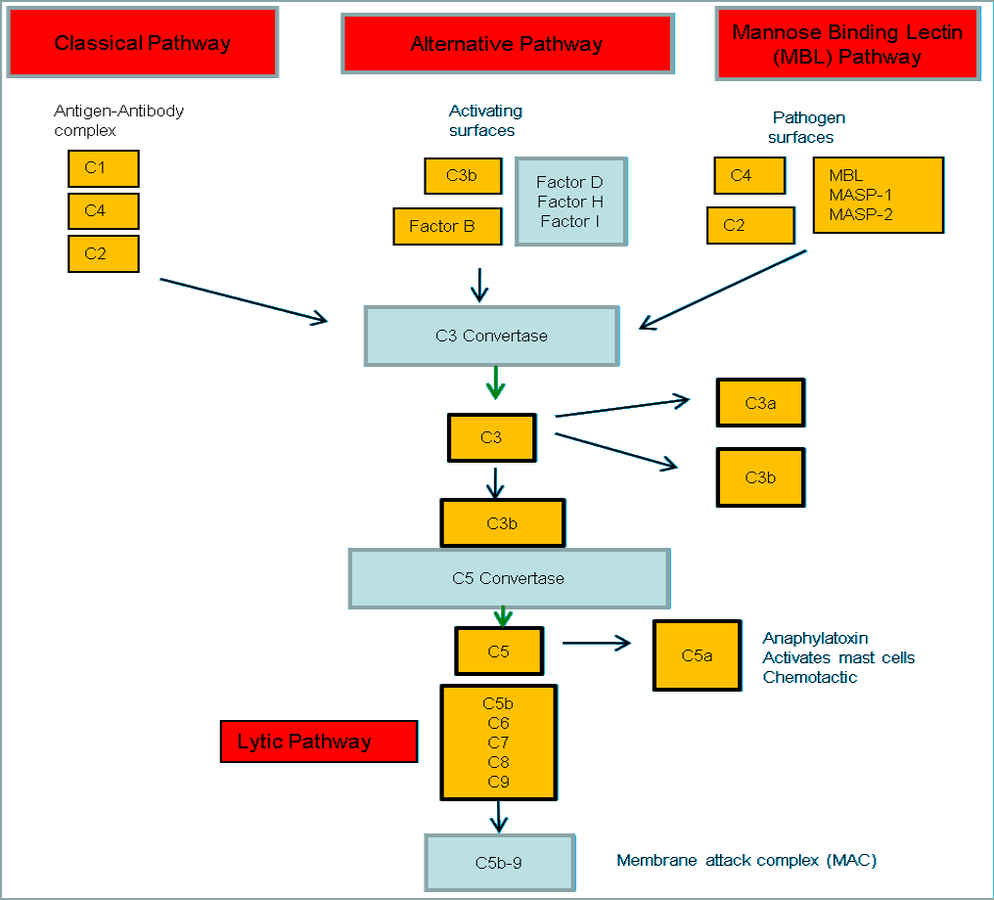 Classical Pathway
Alternative Pathway
Mannose Binding Lectin
(MBL) Pathway
Antigen-Antibody
complex
C1
C4
C2
Activating
surfaces
C3b
Factor B
Factor D
Factor H
Factor I
Pathogen
surfaces
C4
C2
MBL
MASP-1
MASP-2
C3 Convertase
C3
C3a
C3b
C3b
C5 Convertase
C5
C5a
Anaphylatoxin
Activates mast cells
Chemotactic
Lytic Pathway
C5b
C6
C7
C8
C9
C5b-9
Membrane attack complex (MAC)